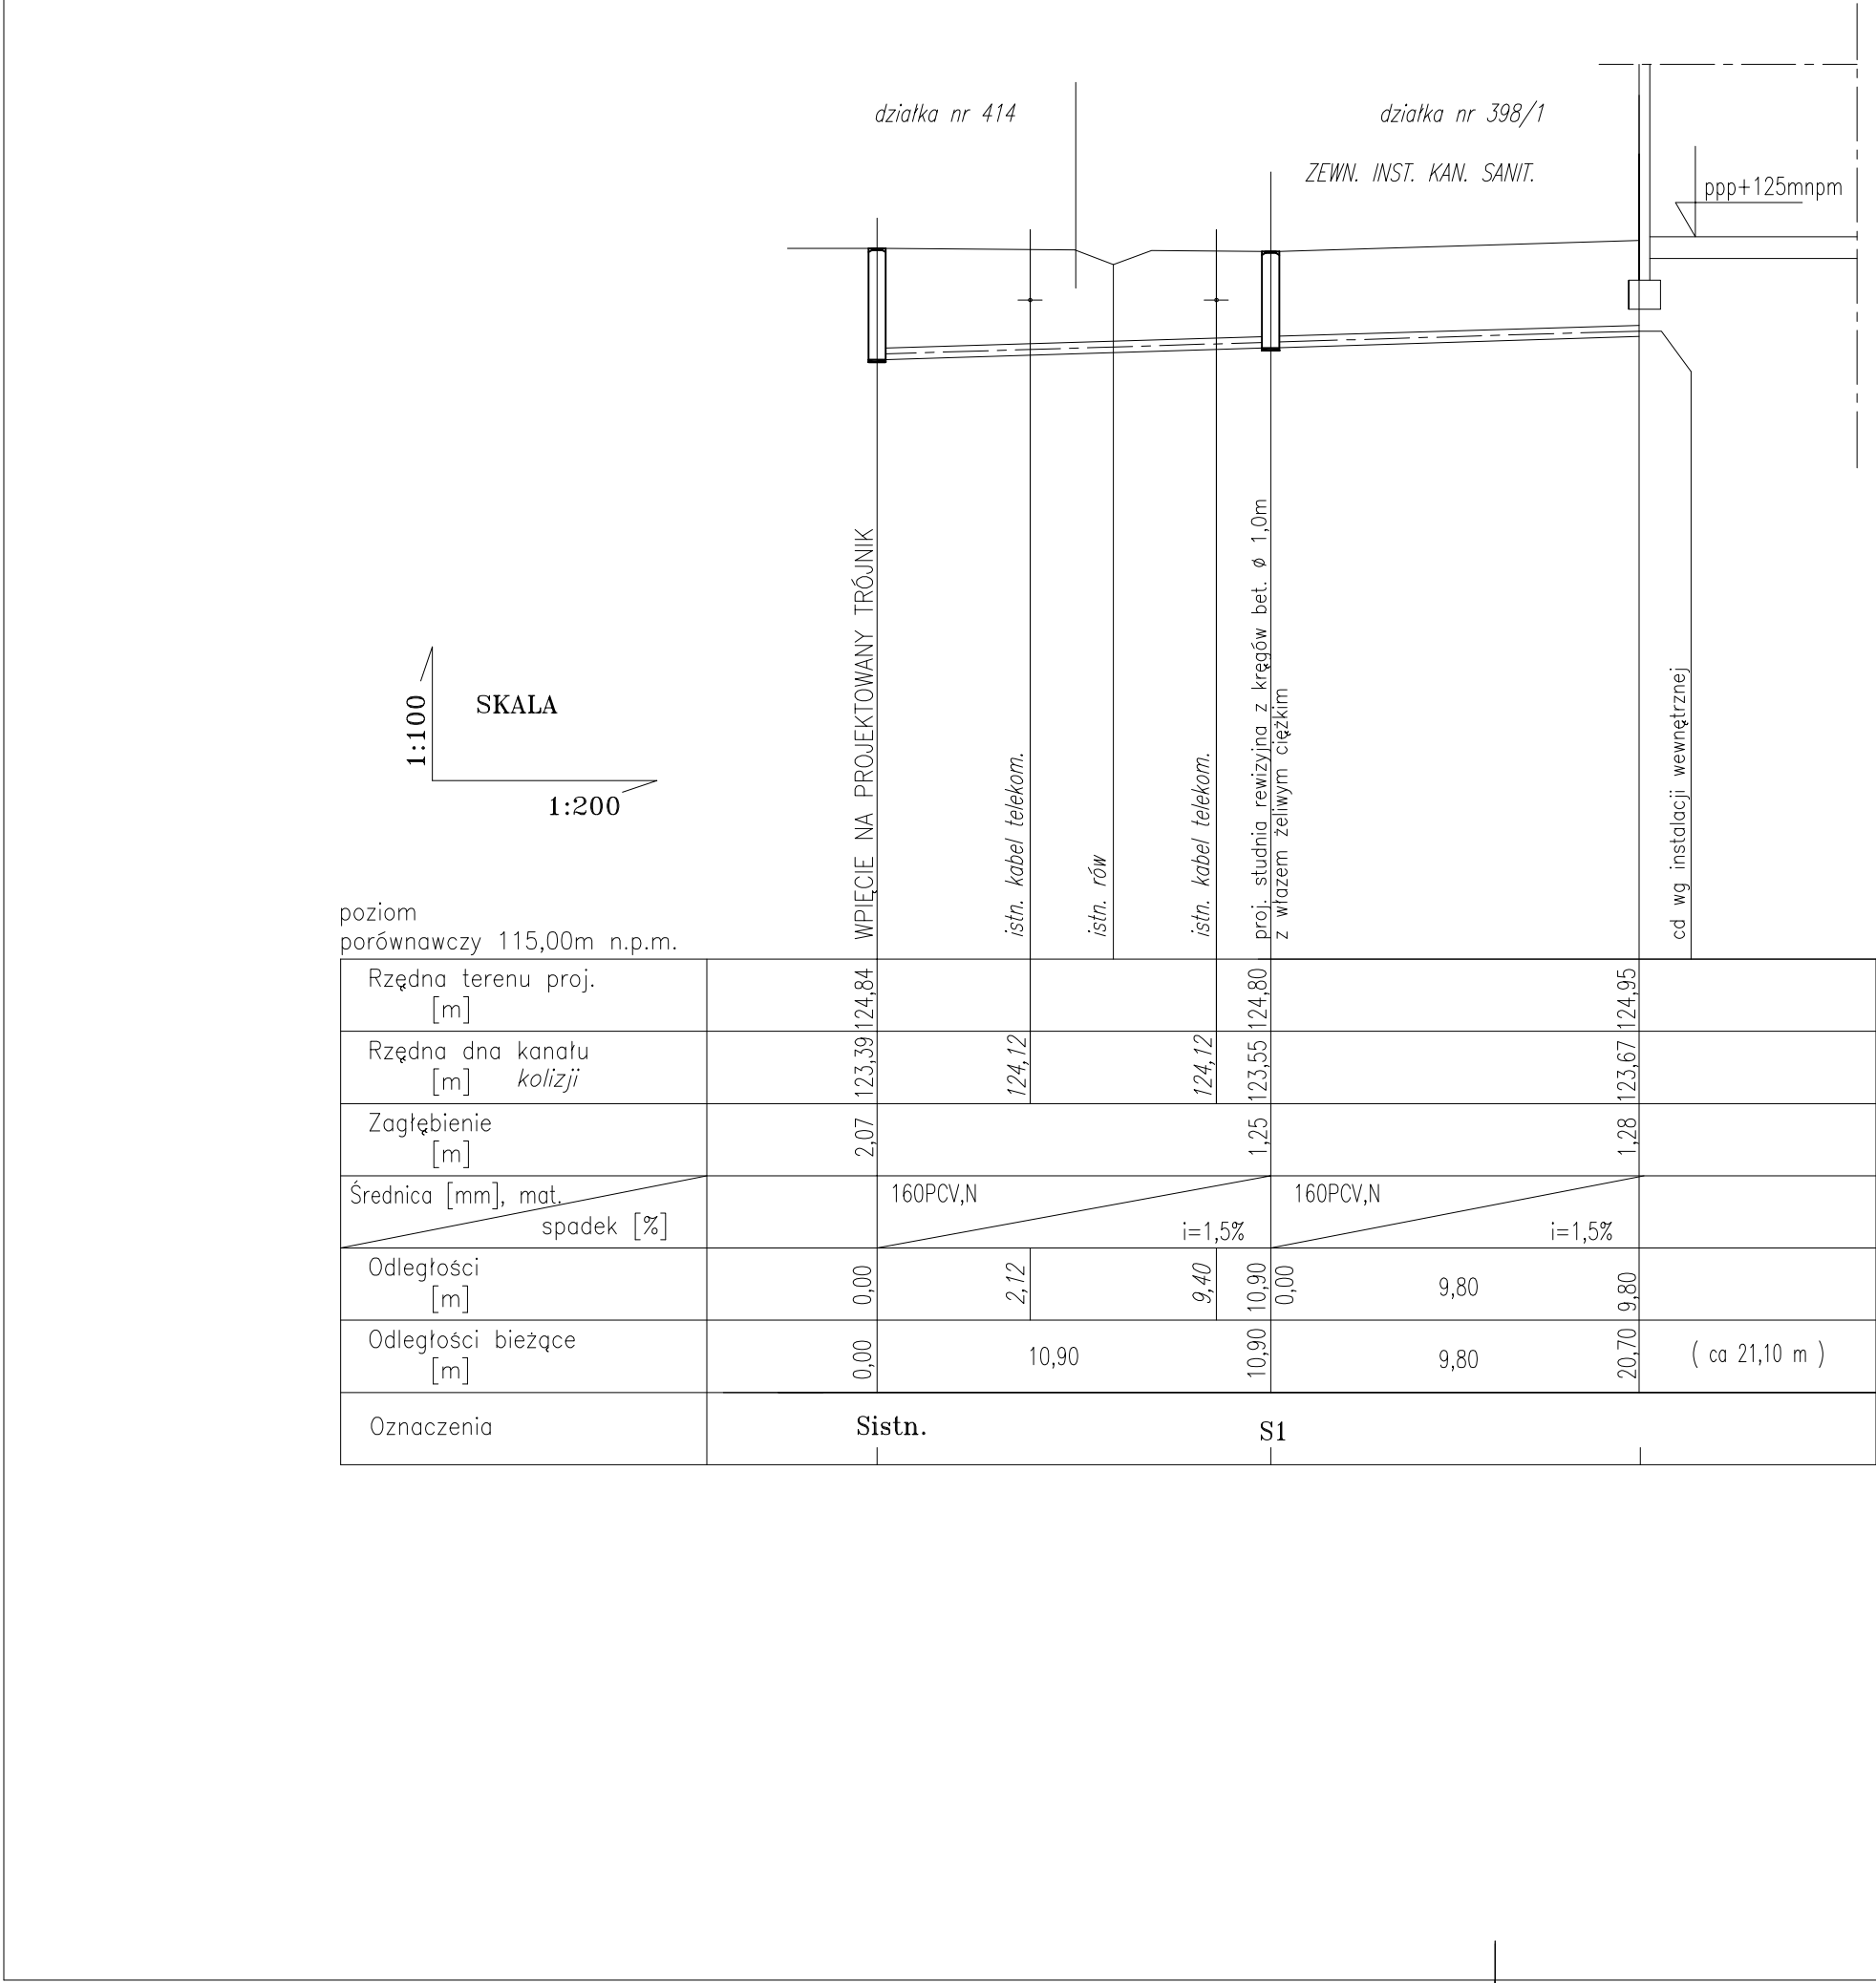 działka nr 414
działka nr 398/1
ZEWN. INST. KAN. SANIT.
ppp+125mnpm
WPIĘCIE NA PROJEKTOWANY TRÓJNIK
istn. kabel telekom.
istn. rów
istn. kabel telekom.
proj. studnia rewizyjna z kręgów bet. ø 1,0m
z włazem żeliwym ciężkim
cd wg instalacji wewnętrznej
1:100
SKALA
1:200
poziom
porównawczy 115,00m n.p.m.
Rzędna terenu proj.
[m]
124,84
124,80
124,95
Rzędna dna kanału
[m] kolizji
123,39
124,12
124,12
123,55
123,67
Zagłębienie
[m]
2,07
1,25
1,28
Średnica [mm], mat.
spadek [%]
160PCV,N
i=1,5%
160PCV,N
i=1,5%
Odległości
[m]
0,00
2,12
9,40
10,90
0,00
9,80
9,80
Odległości bieżące
[m]
0,00
10,90
10,90
9,80
20,70
( ca 21,10 m )
Oznaczenia
Sistn.
S1